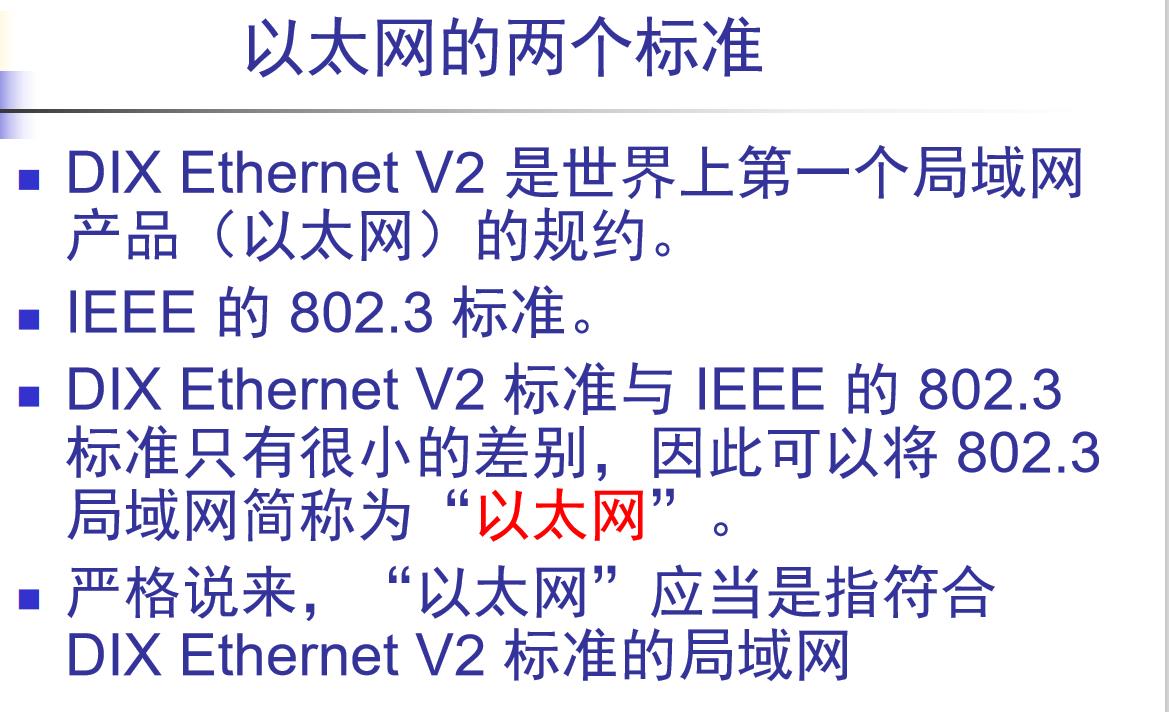 以太网的两个标准
DIX Ethernet V2 是世界上第一个局域网
产品（以太网）的规约。
IEEE 的 802.3 标准。
DIX Ethernet V2 标准与 IEEE 的 802.3
标准只有很小的差别，因此可以将 802.3
局域网简称为“以太网”。
严格说来，“以太网”应当是指符合
DIX Ethernet V2 标准的局域网